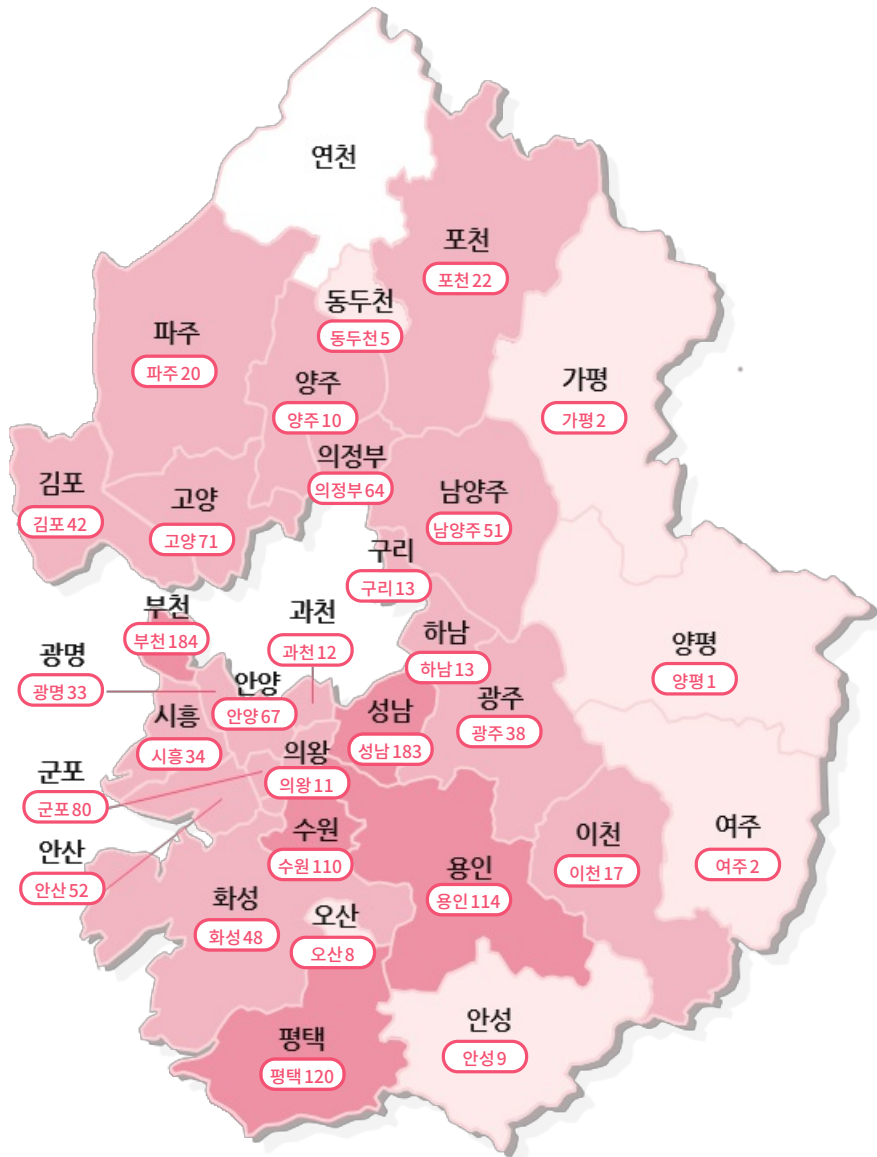 연천
포천
포천 22
동두천
동두천 5
파주
파주 20
양주
양주 10
가평
가평 2
의정부
의정부 64
김포
김포 42
고양
고양 71
남양주
남양주 51
구리
구리 13
부천
부천 184
과천
과천 12
하남
하남 13
양평
양평 1
광명
광명 33
안양
안양 67
시흥
시흥 34
성남
성남 183
광주
광주 38
의왕
의왕 11
군포
군포 80
수원
수원 110
이천
이천 17
여주
여주 2
안산
안산 52
용인
용인 114
화성
화성 48
오산
오산 8
안성
안성 9
평택
평택 120